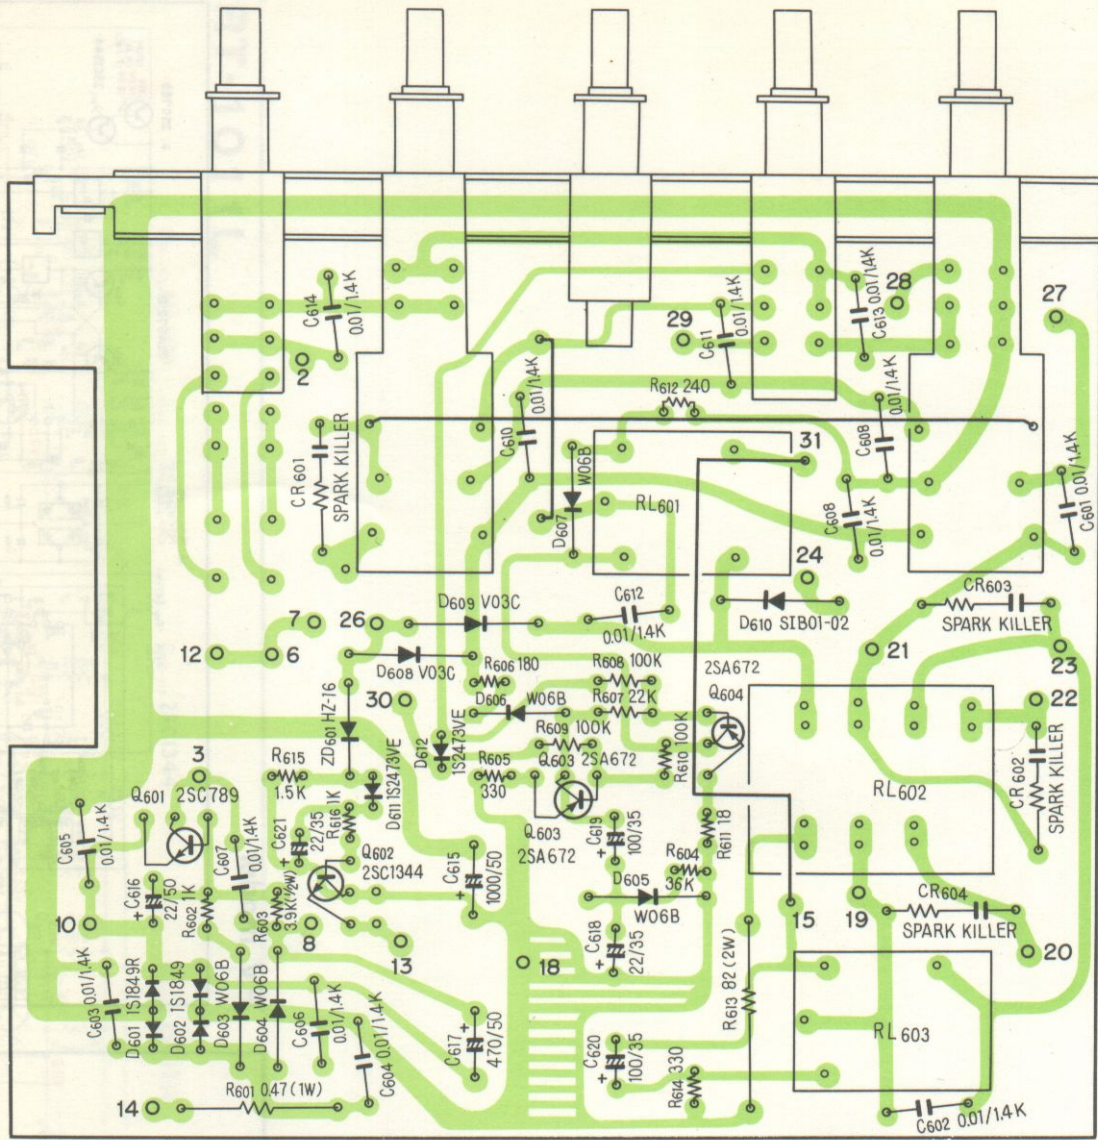 C614 0.01/1.4K
2
29
C611 0.01/1.4K
C613 0.01/1.4K
28
27
R612 240
C610 0.01/1.4K
C608 0.01/1.4K
31
CR601
SPARK KILLER
D607 W06B
RL601
C608 0.01/1.4K
C601 0.01/1.4K
24
C612
0.01/1.4K
D610 SIB01-02
CR603
SPARK KILLER
7
26
D609 V03C
12
6
D608 V03C
21
23
R606 180
R608 100K
2SA672
30
D606 W06B
R607 22K
Q604
22
ZD601 HZ-16
D612
1S2473VE
R609 100K
Q603 2SA672
R610 100K
3
R615
1.5K
D611 1S2473VE
R605
330
RL602
CR602
SPARK KILLER
Q601
2SC789
C605
0.01/1.4K
C607
0.01/1.4K
+ C621
22/35
R616 1K
Q602
2SC1344
Q603
2SA672
+ C619
100/35
R611 18
+ C616
22/50
R602 1K
R603
3.9K (1/2W)
+ C615
1000/50
R604
36K
D605
W06B
CR604
SPARK KILLER
10
8
13
15
19
18
+ C618
22/35
20
C603 0.01/1.4K
D601 1S1849R
D602 1S1849
D603 W06B
D604 W06B
C606
0.01/1.4K
C604 0.01/1.4K
C617 +
470/50
+ C620
100/35
R613 82 (2W)
RL603
R614 330
14
R601 0.47 (1W)
C602 0.01/1.4K